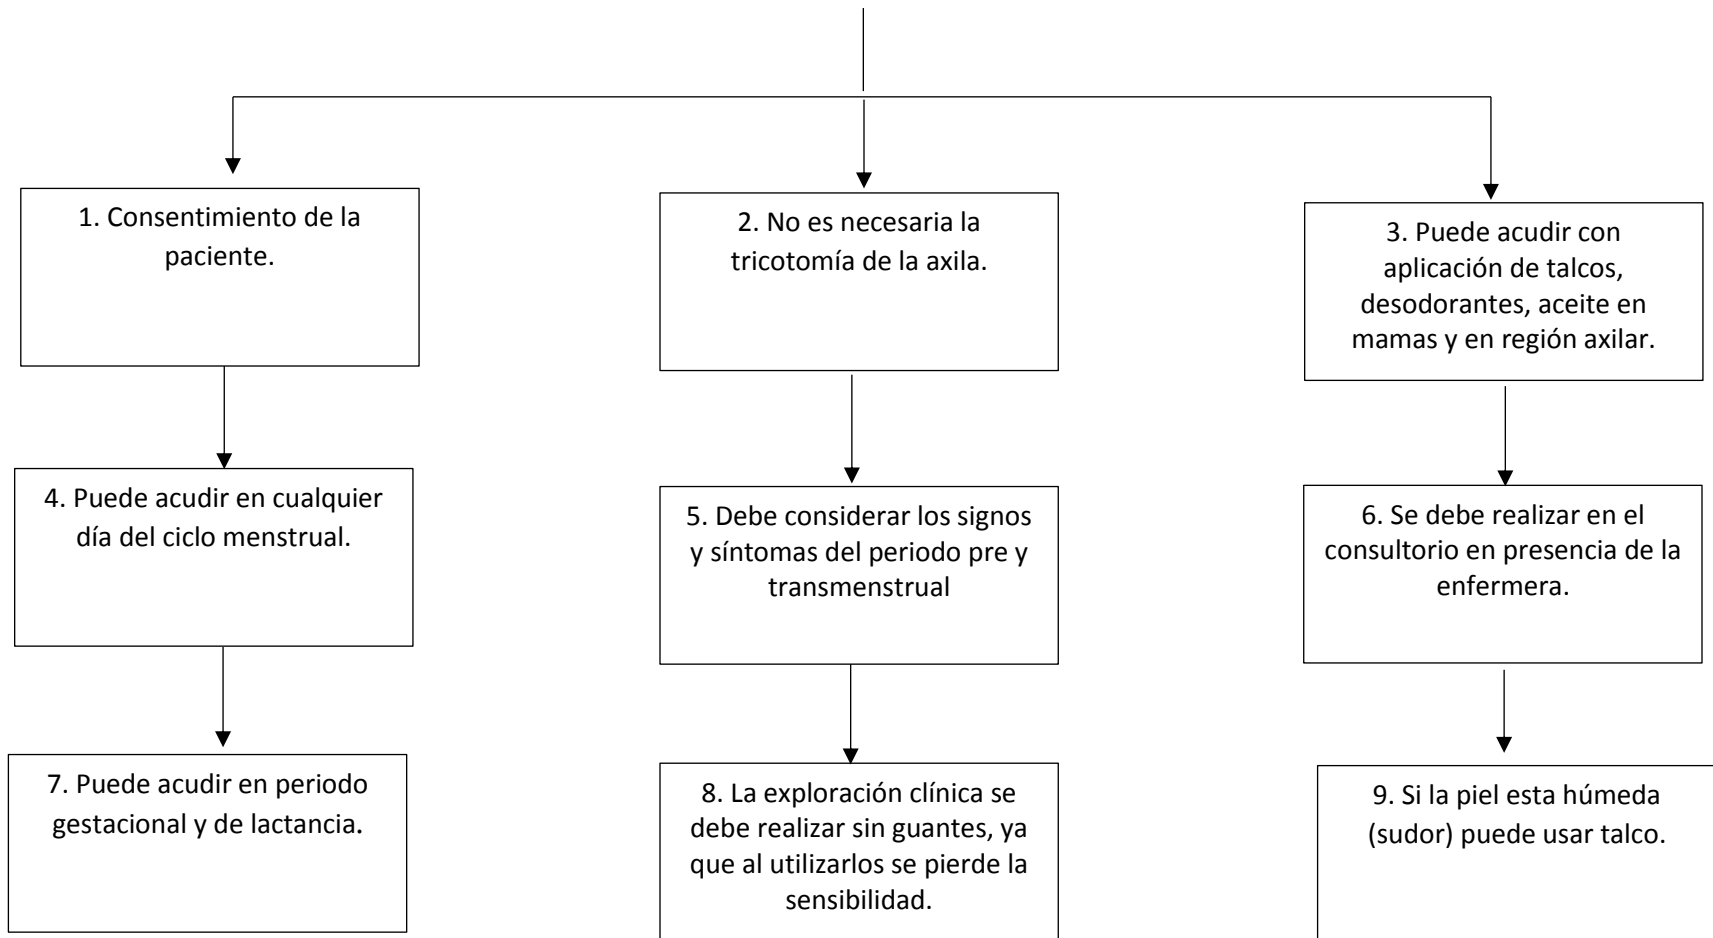 1. Consentimiento de la
paciente.
2. No es necesaria la
tricotomía de la axila.
3. Puede acudir con
aplicación de talcos,
desodorantes, aceite en
mamas y en región axilar.
4. Puede acudir en cualquier
día del ciclo menstrual.
5. Debe considerar los signos
y síntomas del periodo pre y
transmenstrual
6. Se debe realizar en el
consultorio en presencia de la
enfermera.
7. Puede acudir en periodo
gestacional y de lactancia.
8. La exploración clínica se
debe realizar sin guantes, ya
que al utilizarlos se pierde la
sensibilidad.
9. Si la piel esta húmeda
(sudor) puede usar talco.